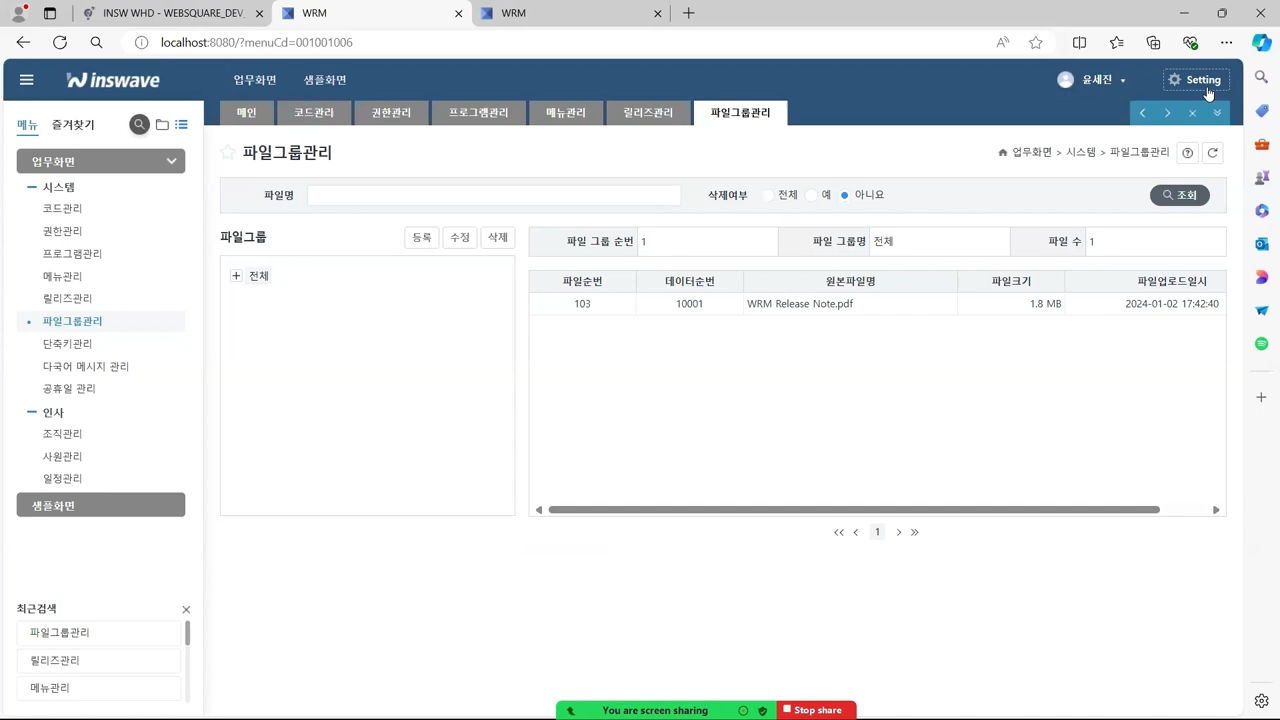 INSW WHD - WEBSQUARE_DEV_
WRM
WRM
localhost:8080/?menuCd=001001006
inswave
업무화면
샘플화면
윤세진
Setting
메뉴
즐겨찾기
메인
코드관리
권한관리
프로그램관리
메뉴관리
릴리즈관리
파일그룹관리
업무화면
시스템
코드관리
권한관리
프로그램관리
메뉴관리
릴리즈관리
파일그룹관리
단축키관리
다국어 메시지 관리
공휴일 관리
인사
조직관리
사원관리
일정관리
샘플화면
최근검색
파일그룹관리
릴리즈관리
메뉴관리
파일그룹관리
업무화면 > 시스템 > 파일그룹관리
파일명
삭제여부 전체 예 아니요
조회
파일그룹
등록
수정
삭제
전체
파일 그룹 순번 1
파일 그룹명 전체
파일 수 1
파일순번 데이터순번 원본파일명 파일크기 파일업로드일시
103 10001 WRM Release Note.pdf 1.8 MB 2024-01-02 17:42:40
1
You are screen sharing
Stop share